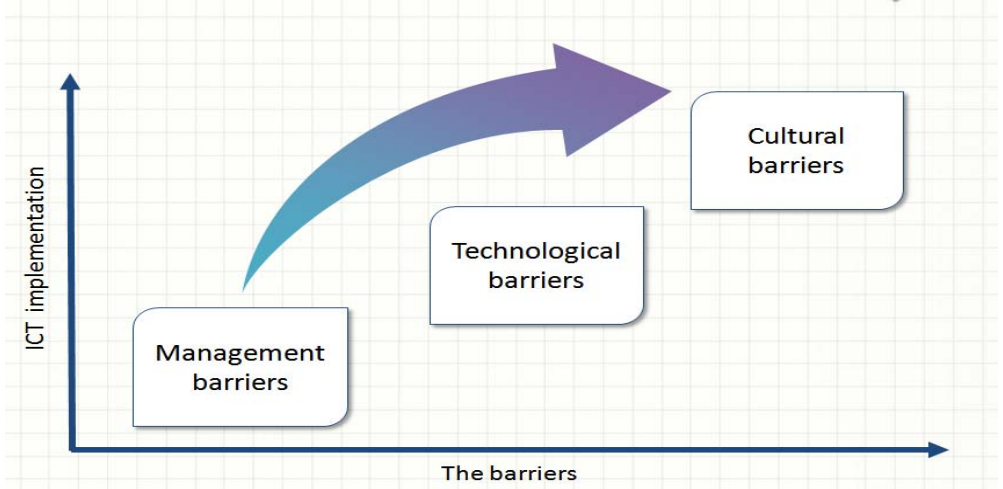 Cultural
barriers
Technological
barriers
Management
barriers
ICT implementation
The barriers